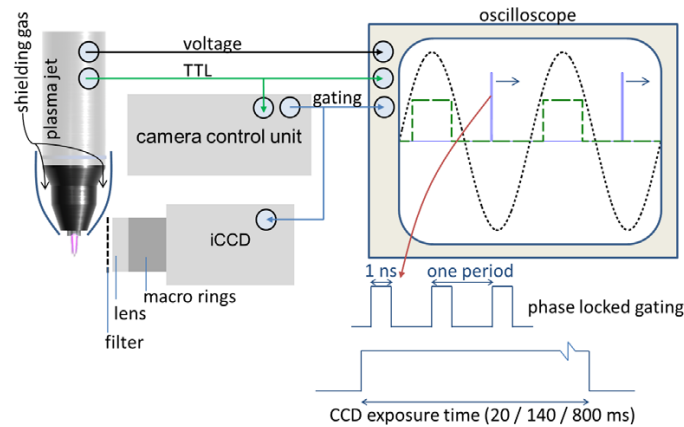 oscilloscope
shielding gas
plasma jet
voltage
TTL
gating
camera control unit
iCCD
macro rings
lens
filter
1 ns
one period
phase locked gating
CCD exposure time (20 / 140 / 800 ms)